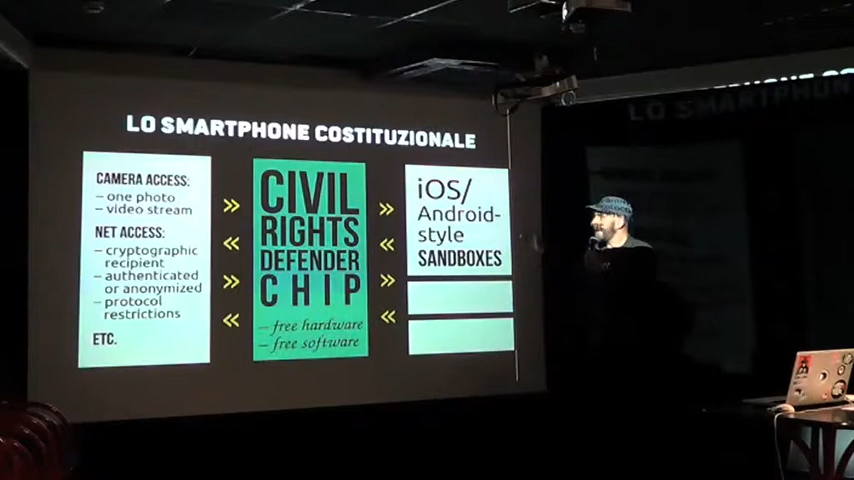 LO SMARTPHONE COSTITUZIONALE
CAMERA ACCESS:
– one photo
– video stream
NET ACCESS:
– cryptographic
recipient
– authenticated
or anonymized
– protocol
restrictions
ETC.
»
«
»
«
CIVIL
RIGHTS
DEFENDER
CHIP
– free hardware
– free software
»
«
»
«
iOS/
Android-
style
SANDBOXES
LO SMARTPHON